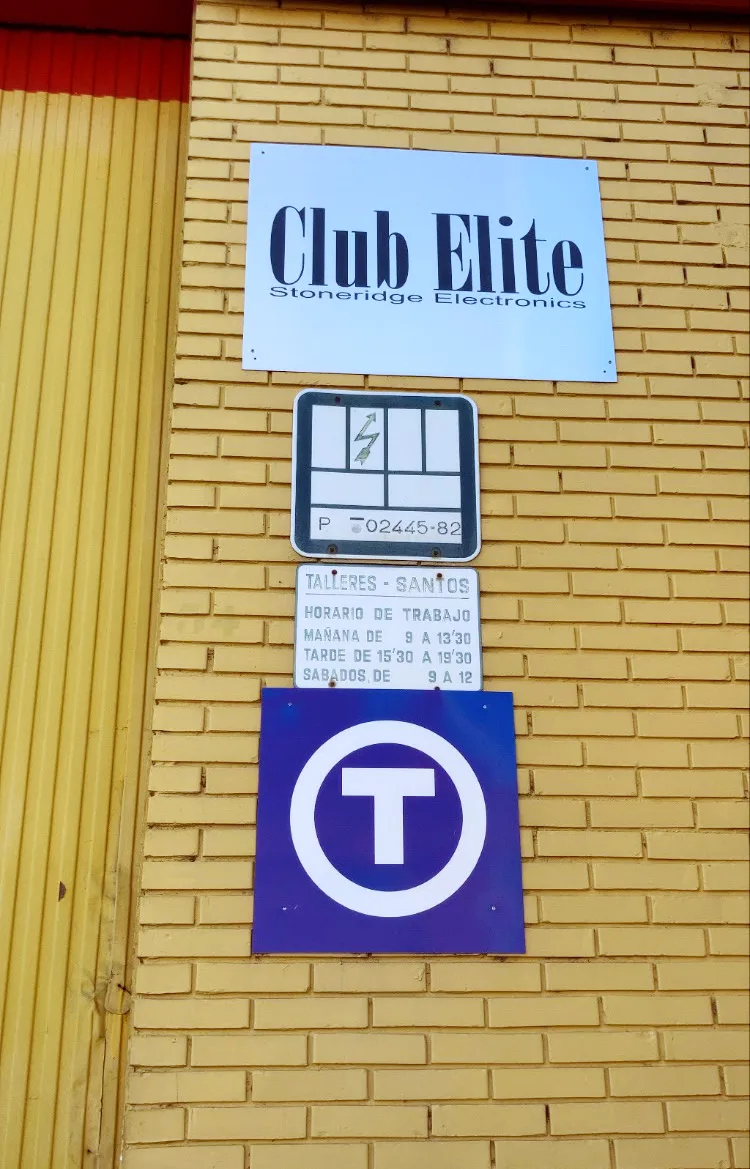 Club Elite
Stoneridge Electronics
P 02445-82
TALLERES - SANTOS
HORARIO DE TRABAJO
MAÑANA DE 9 A 13'30
TARDE DE 15'30 A 19'30
SABADOS, DE 9 A 12
T